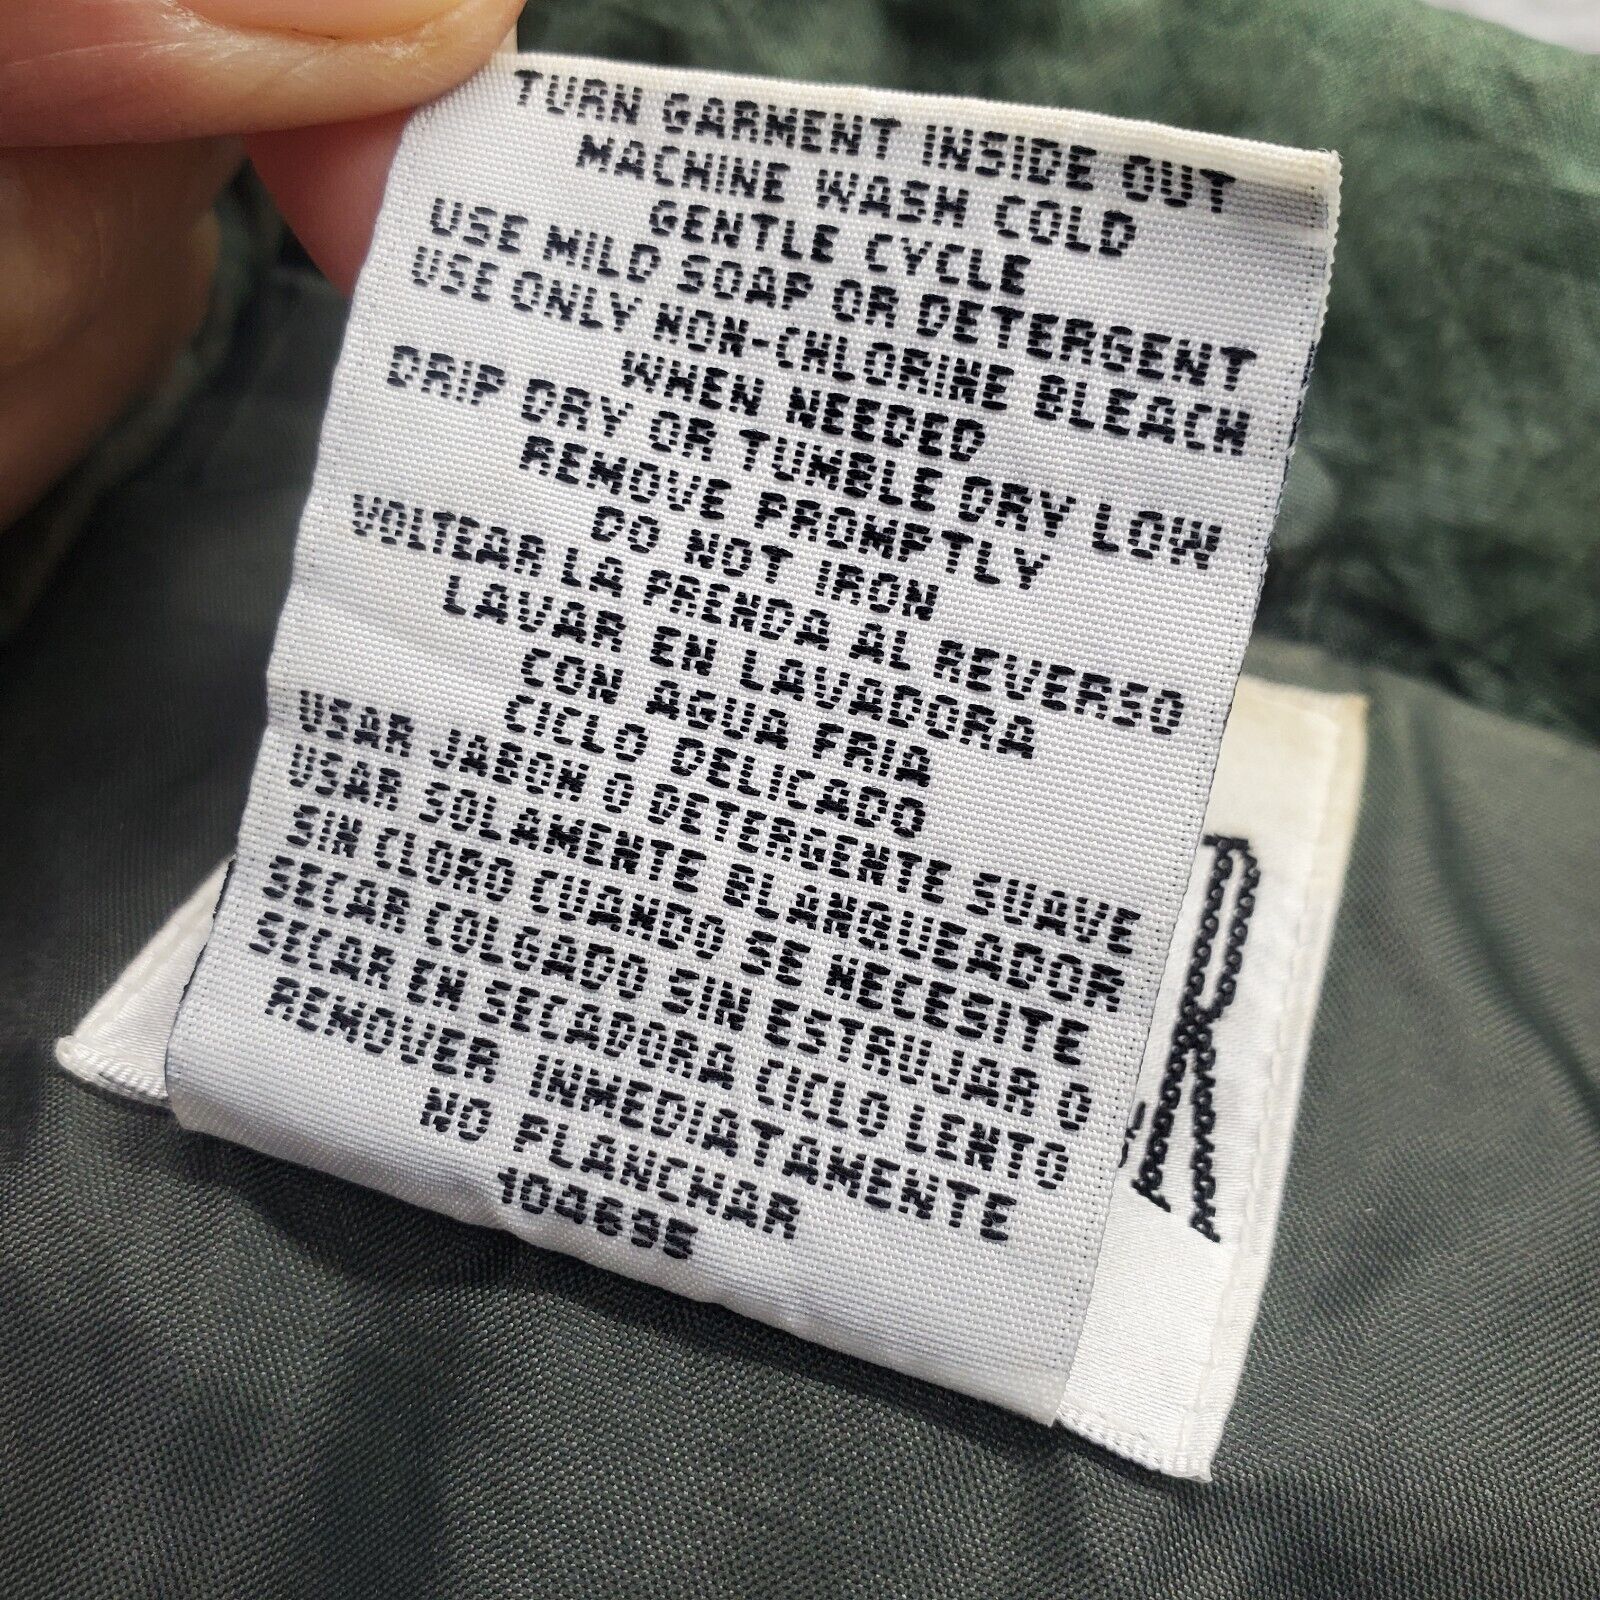 TURN GARMENT INSIDE OUT
MACHINE WASH COLD
GENTLE CYCLE
USE MILD SOAP OR DETERGENT
USE ONLY NON-CHLORINE BLEACH
WHEN NEEDED
DRIP DRY OR TUMBLE DRY LOW
REMOVE PROMPTLY
DO NOT IRON
VOLTEAR LA PRENDA AL REVERSO
LAVAR EN LAVADORA
CON AGUA FRIA
CICLO DELICADO
USAR JABON O DETERGENTE SUAVE
USAR SOLAMENTE BLANQUEADOR
SIN CLORO CUANDO SE NECESITE
SECAR COLGADO SIN ESTRUJAR O
SECAR EN SECADORA CICLO LENTO
REMOVER INMEDIATAMENTE
NO PLANCHAR
104695